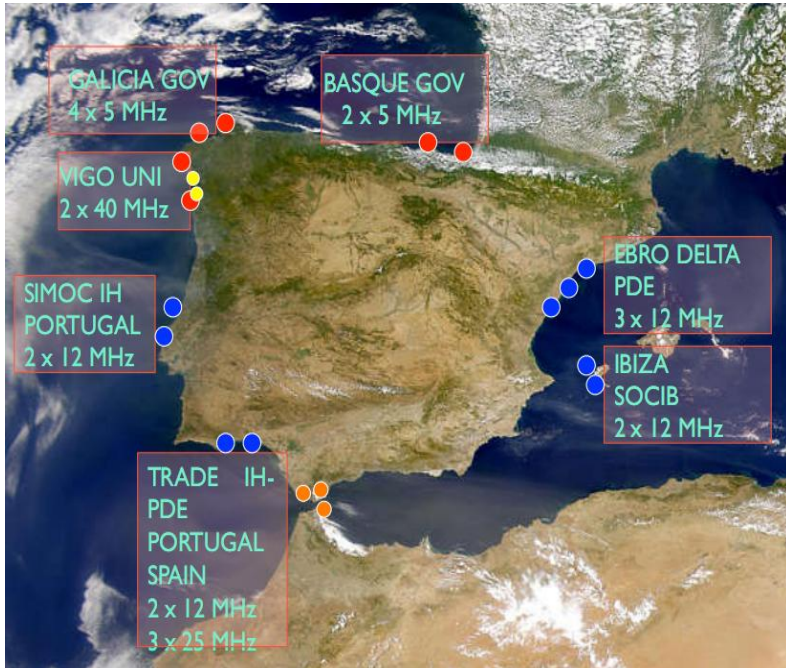 GALICIA GOV
4 x 5 MHz
BASQUE GOV
2 x 5 MHz
VIGO UNI
2 x 40 MHz
SIMOC IH
PORTUGAL
2 x 12 MHz
EBRO DELTA
PDE
3 x 12 MHz
IBIZA
SOCIB
2 x 12 MHz
TRADE IH-
PDE
PORTUGAL
SPAIN
2 x 12 MHz
3 x 25 MHz